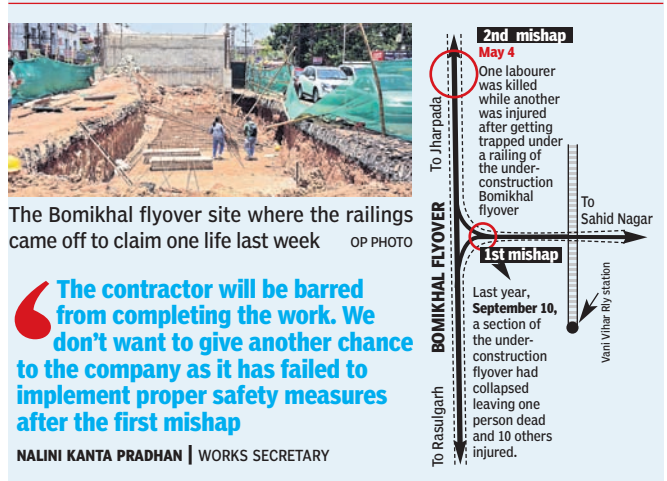 The Bomikhal flyover site where the railings
came off to claim one life last week OP PHOTO
‘The contractor will be barred
from completing the work. We
don’t want to give another chance
to the company as it has failed to
implement proper safety measures
after the first mishap
NALINI KANTA PRADHAN | WORKS SECRETARY
2nd mishap
May 4
One labourer
was killed
while another
was injured
after getting
trapped under
a railing of
the under-
construction
Bomikhal
flyover
To Jharpada
BOMIKHAL FLYOVER
To Rasulgarh
To
Sahid Nagar
1st mishap
Last year,
September 10,
a section of
the under-
construction
flyover had
collapsed
leaving one
person dead
and 10 others
injured.
Vani Vihar Rly station